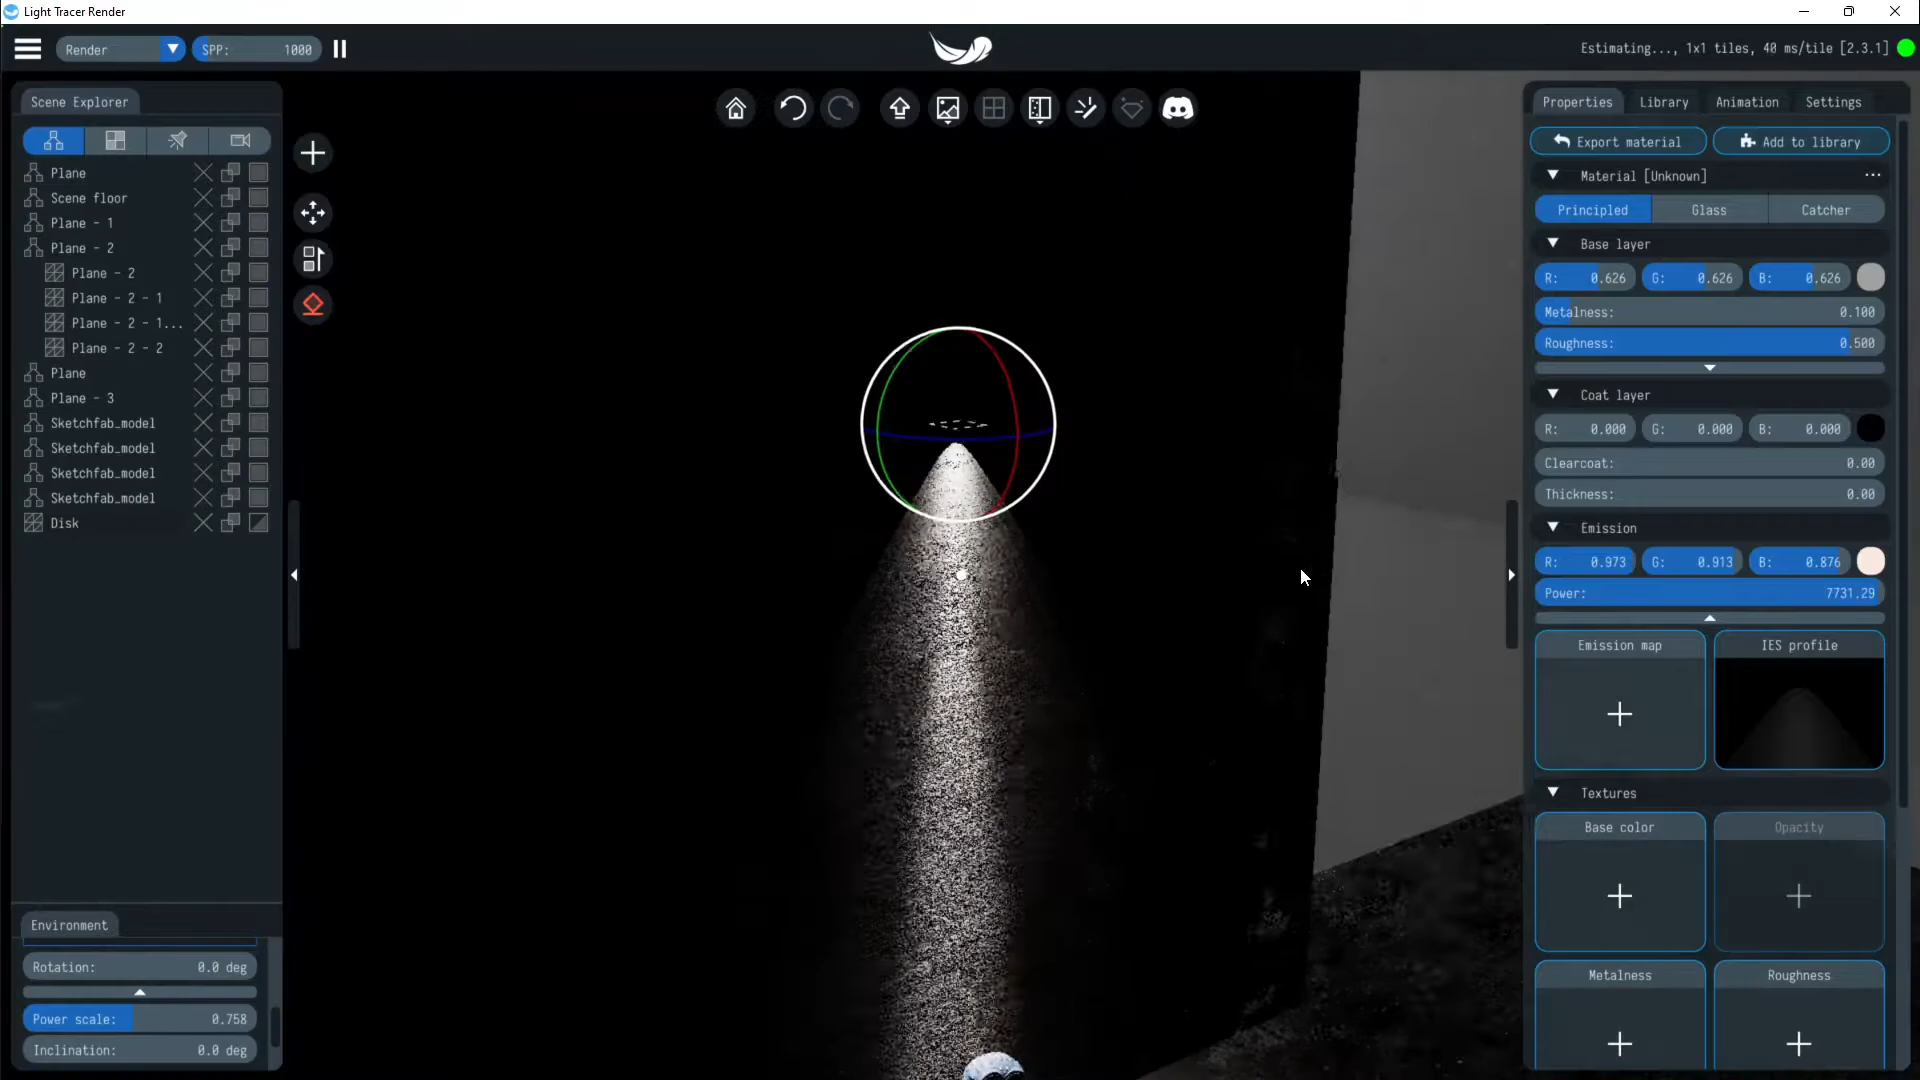 Light Tracer Render
Render
SPP: 1000
Estimating..., 1x1 tiles, 40 ms/tile [2.3.1]
Scene Explorer
Plane
Scene floor
Plane - 1
Plane - 2
Plane - 2
Plane - 2 - 1
Plane - 2 - 1...
Plane - 2 - 2
Plane
Plane - 3
Sketchfab_model
Sketchfab_model
Sketchfab_model
Sketchfab_model
Disk
Environment
Rotation: 0.0 deg
Power scale: 0.758
Inclination: 0.0 deg
Properties Library Animation Settings
Export material Add to library
Material [Unknown] ...
Principled Glass Catcher
Base layer
R: 0.626 G: 0.626 B: 0.626
Metalness: 0.100
Roughness: 0.500
Coat layer
R: 0.000 G: 0.000 B: 0.000
Clearcoat: 0.00
Thickness: 0.00
Emission
R: 0.973 G: 0.913 B: 0.876
Power: 7731.29
Emission map IES profile
Textures
Base color Opacity
Metalness Roughness